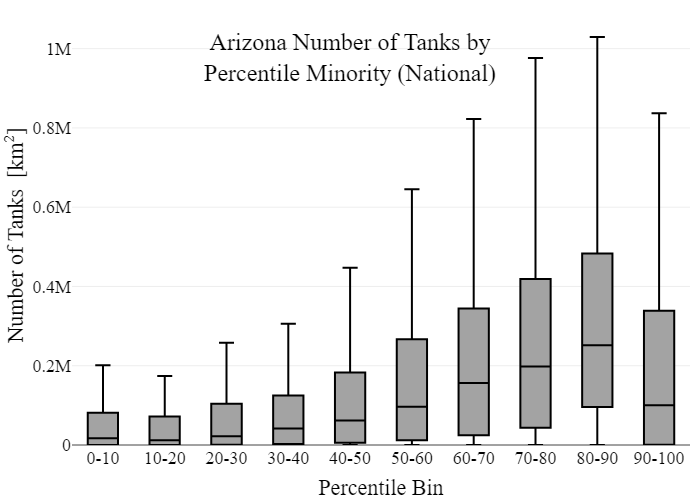 Arizona Number of Tanks by
Percentile Minority (National)
Number of Tanks [km²]
1M
0.8M
0.6M
0.4M
0.2M
0
0-10 10-20 20-30 30-40 40-50 50-60 60-70 70-80 80-90 90-100
Percentile Bin